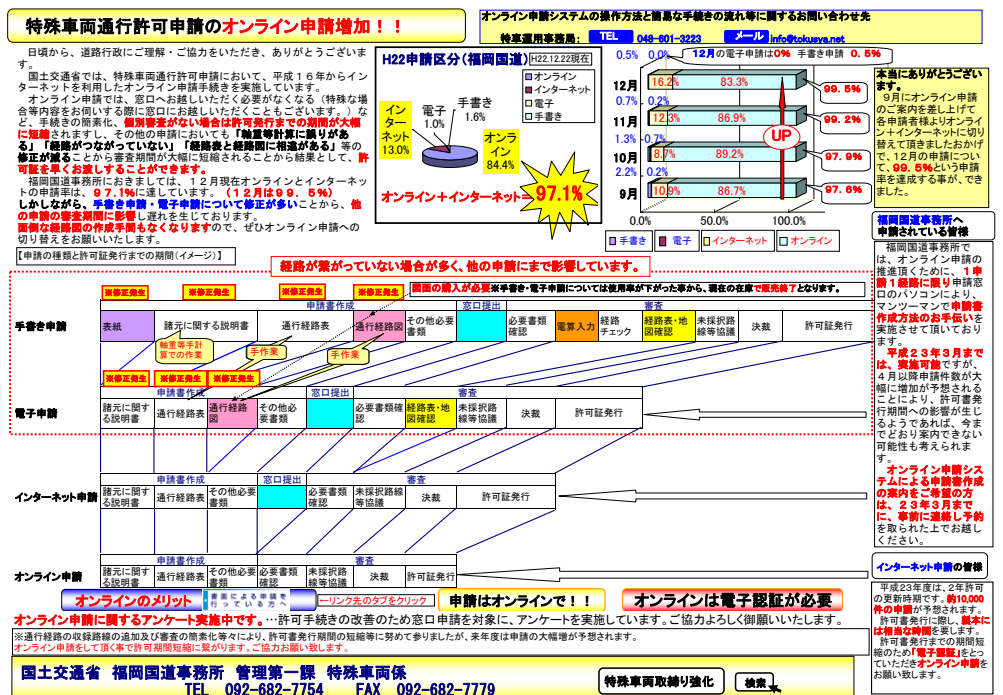 特殊車両通行許可申請のオンライン申請増加！！
オンライン申請システムの操作方法と簡易な手続きの流れ等に関するお問い合わせ先
特車運用事務局: TEL 048-601-3223 メール info@tokusya.net
日頃から、道路行政にご理解・ご協力をいただき、ありがとうございま
す。
国土交通省では、特殊車両通行許可申請において、平成１６年からイン
ターネットを利用したオンライン申請手続きを実施しています。
オンライン申請では、窓口へお越しいただく必要がなくなる（特殊な場
合等内容をお伺いする際に窓口にお越しいただくこともございます。）な
ど、手続きの簡素化、個別審査がない場合は許可発行までの期間が大幅
に短縮されますし、その他の申請においても「軸重等計算に誤りがあ
る」「経路がつながっていない」「経路表と経路図に相違がある」等の
修正が減ることから審査期間が大幅に短縮されることから結果として、許
可証を早くお渡しすることができます。
福岡国道事務所におきましては、１２月現在オンラインとインターネッ
トの申請率は、９７.１%に達しています。（１２月は９９．５％）
しかしながら、手書き申請・電子申請について修正が多いことから、他
の申請の審査期間に影響し遅れを生じております。
面倒な経路図の作成手間もなくなりますので、ぜひオンライン申請への
切り替えをお願いいたします。
【申請の種類と許可証発行までの期間（イメージ）】
H22申請区分（福岡国道）
H22.12.22現在
オンライン
インターネット
電子
手書き
イン
ター
ネット
13.0%
電子
1.0%
手書き
1.6%
オンラ
イン
84.4%
オンライン＋インターネット＝97.1%
0.5% 0.0% 12月の電子申請は0% 手書き申請 0.5%
12月 16.2% 83.3% 99.5%
0.7% 0.2%
11月 12.3% 86.9% 99.2%
1.3% 0.7%
10月 8.7% 89.2% 97.9%
2.2% 0.2%
9月 10.9% 86.7% 97.6%
UP
0.0% 50.0% 100.0%
手書き 電子 インターネット オンライン
本当にありがとうござい
ます。
９月にオンライン申請
のご案内を差し上げて
各申請者様よりオンライ
ン＋インターネットに切り
替えて頂きましたおかげ
で、１２月の申請につい
て、９９.５%という申請
率を達成する事が、でき
ました。
福岡国道事務所へ
申請されている皆様
福岡国道事務所で
は、オンライン申請の
推進頂くために、１申
請１経路に限り申請窓
口のパソコンにより、
マンツーマンで申請書
作成方法のお手伝いを
実施させて頂いており
ます。
平成２３年３月まで
は、実施可能ですが、
４月以降申請件数が大
幅に増加が予想される
ことにより、許可書発
行期間への影響が生じ
るようであれば、今ま
でどおり案内できない
可能性も考えられま
す。
オンライン申請シス
テムによる申請書作成
の案内をご希望の方
は、２３年３月まで
に、事前に連絡し予約
を取られた上でお越し
ください。
インターネット申請の皆様
平成23年度は、2年許可
の更新時期です。約10,000
件の申請が予想されます。
許可書発行に際し、製本に
は相当な時間を要します。
許可書発行までの期間短
縮のため「電子認証」をとっ
ていただきオンライン申請を
お願い致します。
経路が繋がっていない場合が多く、他の申請にまで影響しています。
※修正発生 ※修正発生 ※修正発生 ※修正発生
図面の購入が必要※手書き・電子申請については使用率が下がった事から、現在の在庫で販売終了となります。
申請書作成 窓口提出 審査
手書き申請
表紙 諸元に関する説明書 通行経路表 通行経路図 その他必要書類 必要書類確認 電算入力 経路チェック 経路表・地図確認 未採択路線等協議 決裁 許可証発行
軸重等手計算での作業 手作業 手作業
※修正発生 ※修正発生 ※修正発生
申請書作成 窓口提出 審査
電子申請
諸元に関する説明書 通行経路表 通行経路図 その他必要書類 必要書類確認 経路表・地図確認 未採択路線等協議 決裁 許可証発行
申請書作成 窓口提出 審査
インターネット申請
諸元に関する説明書 通行経路表 その他必要書類 必要書類確認 未採択路線等協議 決裁 許可証発行
申請書作成 審査
オンライン申請
諸元に関する説明書 通行経路表 その他必要書類 必要書類確認 未採択路線等協議 決裁 許可証発行
オンラインのメリット 書面による申請を行っている方へ ←リンク先のタブをクリック 申請はオンラインで！！ オンラインは電子認証が必要
オンライン申請に関するアンケート実施中です。…許可手続きの改善のため窓口申請を対象に、アンケートを実施しています。ご協力よろしく御願いいたします。
※通行経路の収録路線の追加及び審査の簡素化等々により、許可書発行期間の短縮等に努めて参りましたが、来年度は申請の大幅増が予想されます。
オンライン申請をして頂く事で許可期間短縮に繋がります。ご協力お願い致します。
国土交通省 福岡国道事務所 管理第一課 特殊車両係
TEL 092-682-7754 FAX 092-682-7779
特殊車両取締り強化 検索